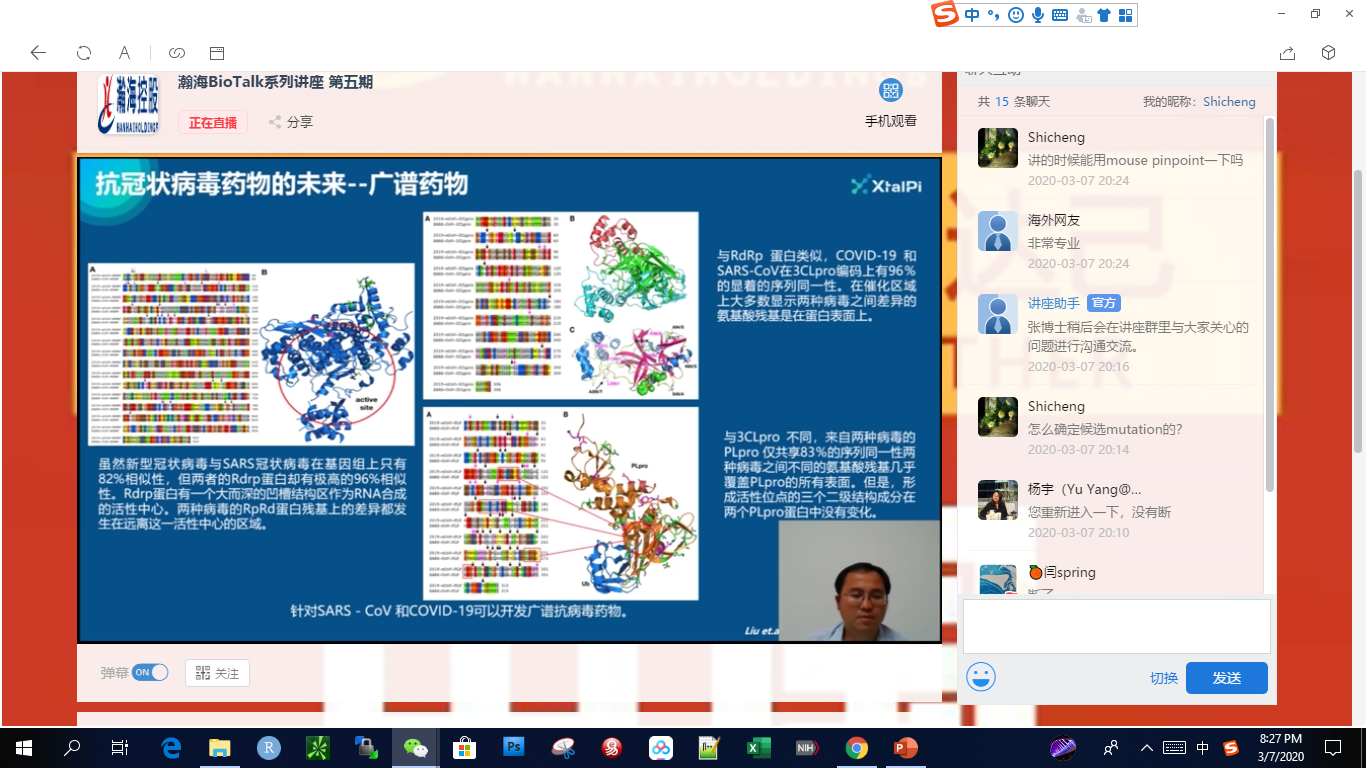 中
A
瀚海控股
HANHAIHOLDINGS
瀚海BioTalk系列讲座 第五期
正在直播
分享
手机观看
抗冠状病毒药物的未来--广谱药物
XtalPi
A
B
active
site
虽然新型冠状病毒与SARS冠状病毒在基因组上只有
82%相似性，但两者的Rdrp蛋白却有极高的96%相似
性。Rdrp蛋白有一个大而深的凹槽结构区作为RNA合成
的活性中心。两种病毒的RpRd蛋白残基上的差异都发
生在远离这一活性中心的区域。
A
B
C
与RdRp 蛋白类似，COVID-19 和
SARS-CoV在3CLpro编码上有96%
的显着的序列同一性。在催化区域
上大多数显示两种病毒之间差异的
氨基酸残基是在蛋白表面上。
A
B
PLpro
Ub
与3CLpro 不同，来自两种病毒的
PLpro 仅共享83%的序列同一性两
种病毒之间不同的氨基酸残基几乎
覆盖PLpro的所有表面。但是，形
成活性位点的三个二级结构成分在
两个PLpro蛋白中没有变化。
针对SARS - CoV 和COVID-19可以开发广谱抗病毒药物。
Liu et.a
弹幕
ON
关注
聊天互动
共 15 条聊天
我的昵称: Shicheng
Shicheng
讲的时候能用mouse pinpoint一下吗
2020-03-07 20:24
海外网友
非常专业
2020-03-07 20:24
讲座助手 官方
张博士稍后会在讲座群里与大家关心的
问题进行沟通交流。
2020-03-07 20:16
Shicheng
怎么确定候选mutation的？
2020-03-07 20:14
杨宇（Yu Yang@...
您重新进入一下，没有断
2020-03-07 20:10
闫spring
切换
发送
R
Ps
NIH
中
8:27 PM
3/7/2020